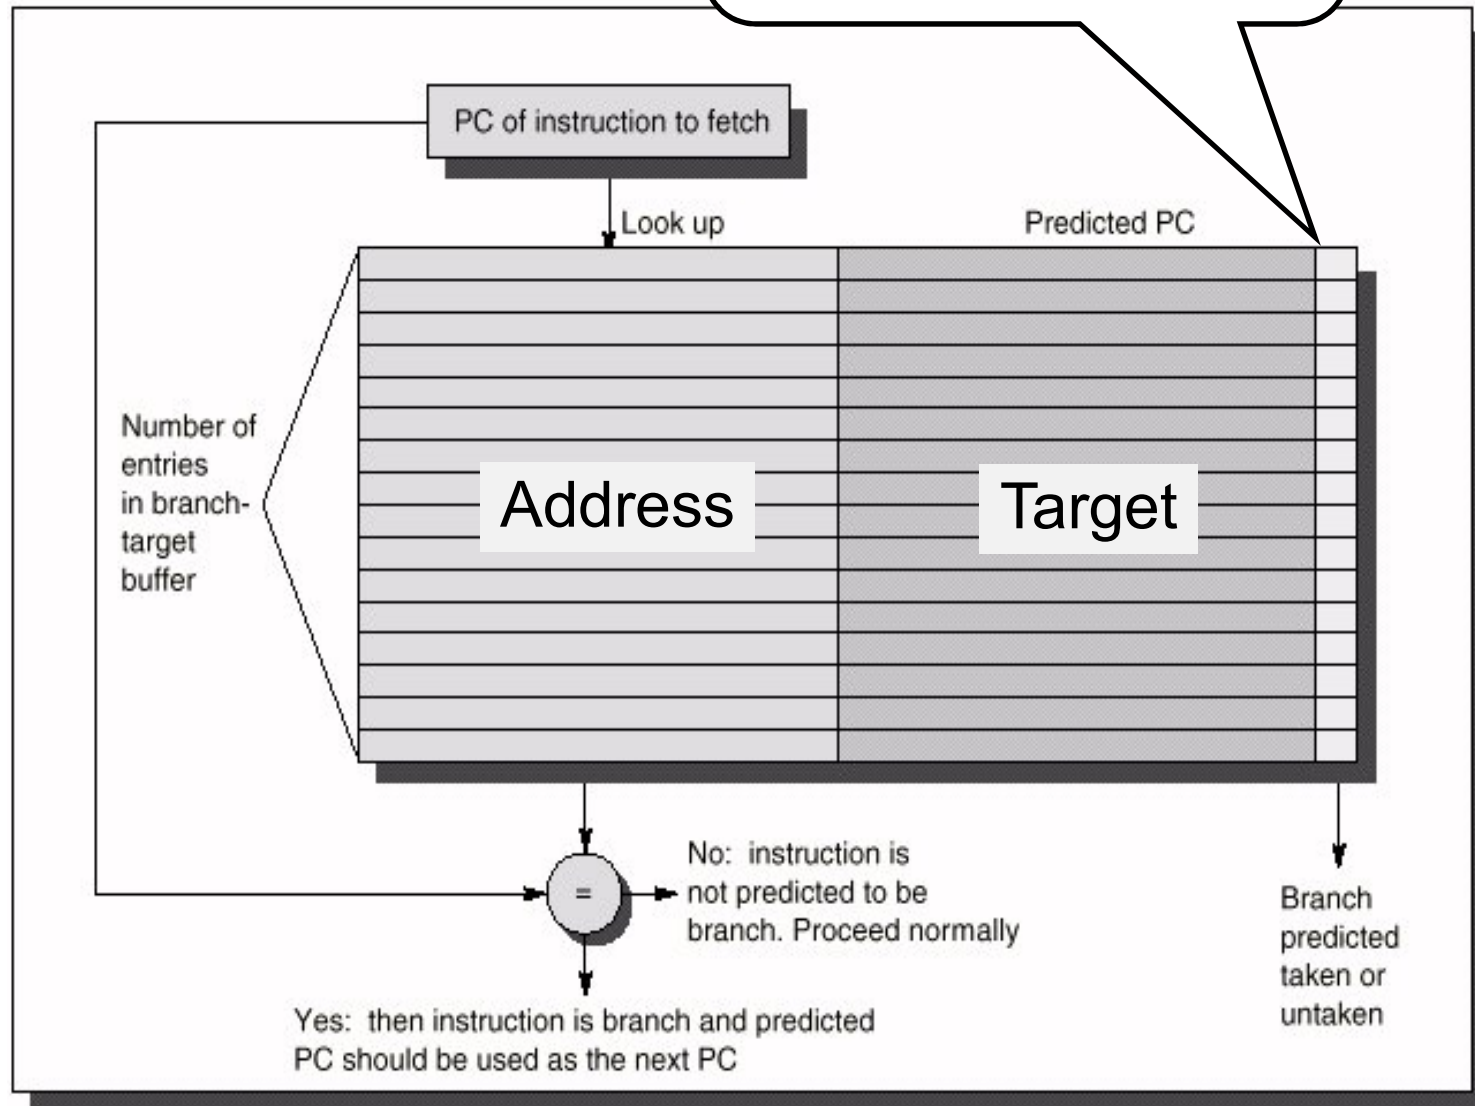 PC of instruction to fetch
Look up
Predicted PC
Number of
entries
in branch-
target
buffer
Address
Target
=
No: instruction is
not predicted to be
branch. Proceed normally
Yes: then instruction is branch and predicted
PC should be used as the next PC
Branch
predicted
taken or
untaken